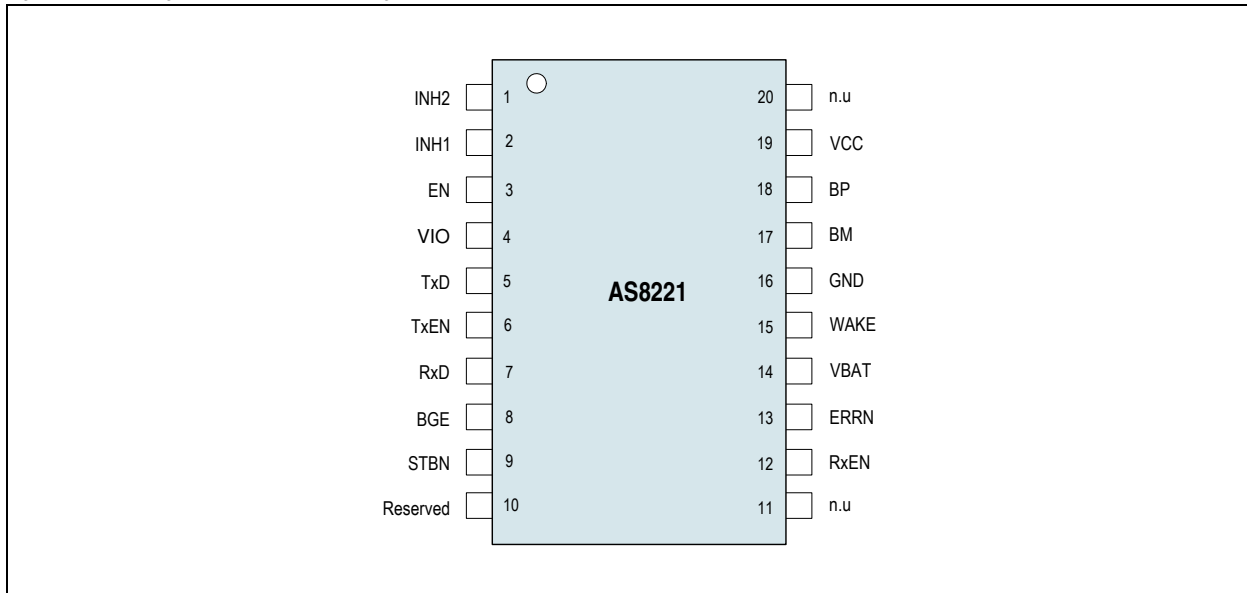 INH2 1 20 n.u
INH1 2 19 VCC
EN 3 18 BP
VIO 4 17 BM
TxD 5 16 GND
AS8221
TxEN 6 15 WAKE
RxD 7 14 VBAT
BGE 8 13 ERRN
STBN 9 12 RxEN
Reserved 10 11 n.u